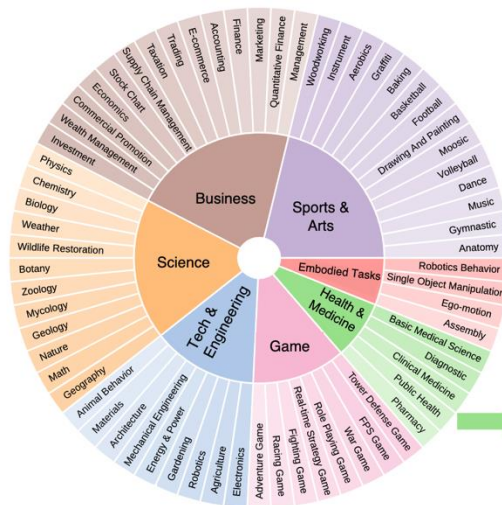 Business
Sports &
Arts
Embodied Tasks
Health &
Medicine
Game
Tech &
Engineering
Science
Investment
Wealth Management
Commercial Promotion
Economics
Stock Chart
Supply Chain Management
Taxation
Trading
E-commerce
Accounting
Finance
Marketing
Quantitative Finance
Management
Woodworking
Instrument
Aerobics
Graffiti
Baking
Basketball
Football
Drawing And Painting
Moosic
Volleyball
Dance
Music
Gymnastic
Anatomy
Robotics Behavior
Single Object Manipulation
Ego-motion
Assembly
Basic Medical Science
Diagnostic
Clinical Medicine
Public Health
Pharmacy
Tower Defense Game
FPS Game
War Game
Role Playing Game
Real-time Strategy Game
Fighting Game
Racing Game
Adventure Game
Electronics
Agriculture
Robotics
Gardening
Energy & Power
Mechanical Engineering
Architecture
Materials
Animal Behavior
Geography
Math
Nature
Geology
Mycology
Zoology
Botany
Wildlife Restoration
Weather
Biology
Chemistry
Physics